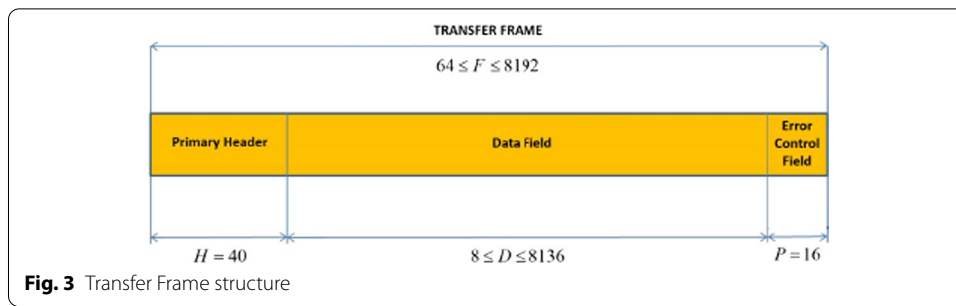 TRANSFER FRAME
64 ≤ F ≤ 8192
Primary Header
Data Field
Error
Control
Field
H = 40
8 ≤ D ≤ 8136
P = 16
Fig. 3 Transfer Frame structure